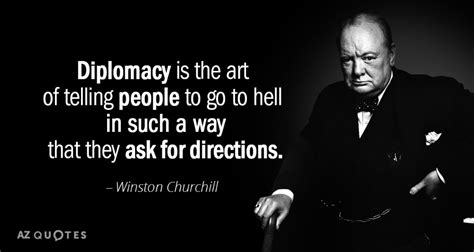 Diplomacy is the art
of telling people to go to hell
in such a way
that they ask for directions.
– Winston Churchill
AZ QUOTES